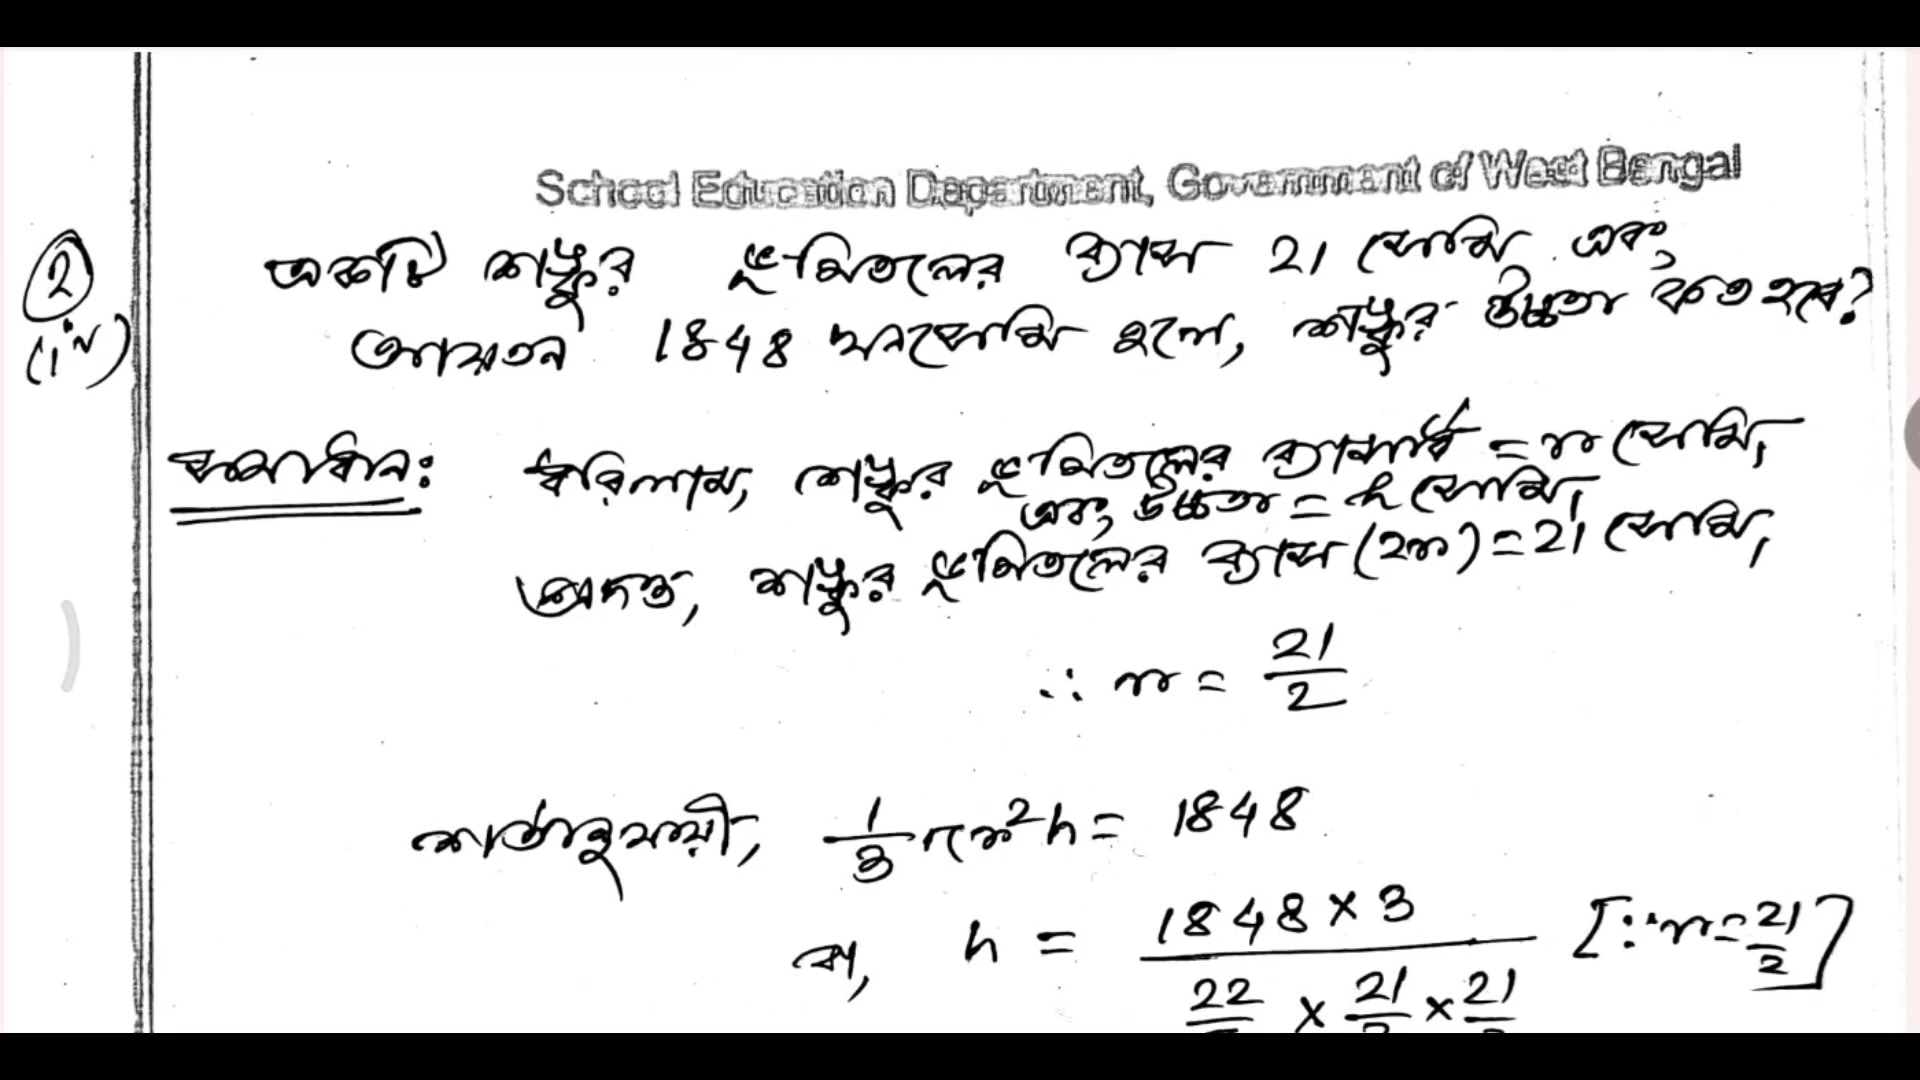 School Education Department, Government of West Bengal
2 একটি শঙ্কুর ভূমিতলের ব্যাস 21 সেমি এবং
(iv) আয়তন 1848 ঘনসেমি হলে, শঙ্কুর উচ্চতা কত হবে?
সমাধান: ধরিলাম, শঙ্কুর ভূমিতলের ব্যাসার্ধ = r সেমি,
এবং উচ্চতা = h সেমি,
প্রদত্ত, শঙ্কুর ভূমিতলের ব্যাস (2r) = 21 সেমি,
∴ r = 21/2
শর্তানুযায়ী, 1/3 πr²h = 1848
বা, h = 1848 × 3 [∵ r = 21/2]
22 × 21 × 21